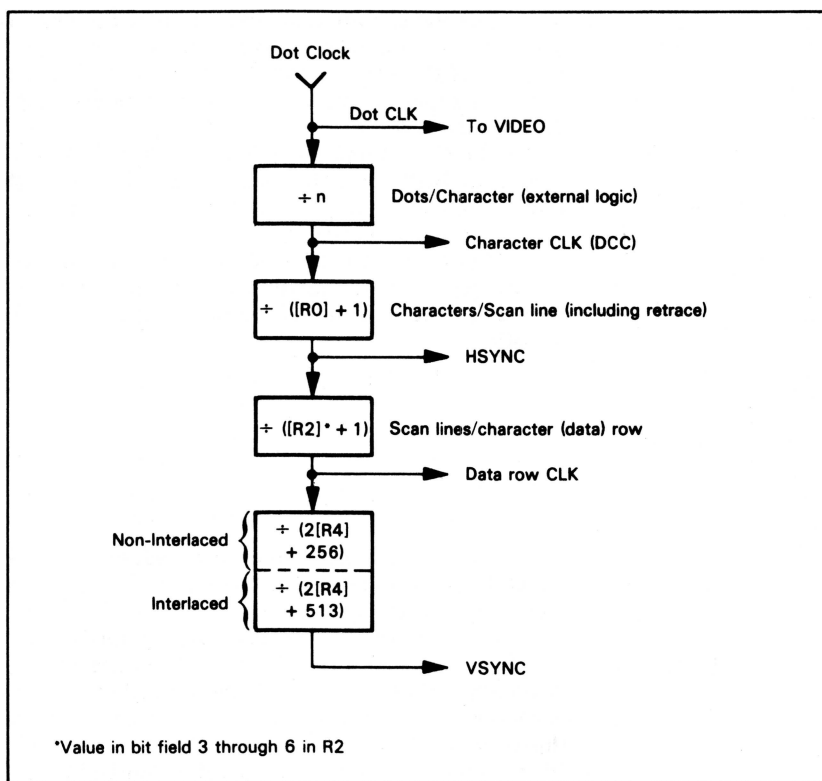 Dot Clock
Dot CLK
To VIDEO
÷ n
Dots/Character (external logic)
Character CLK (DCC)
÷ ([R0] + 1)
Characters/Scan line (including retrace)
HSYNC
÷ ([R2]* + 1)
Scan lines/character (data) row
Data row CLK
Non-Interlaced
÷ (2[R4]
+ 256)
Interlaced
÷ (2[R4]
+ 513)
VSYNC
*Value in bit field 3 through 6 in R2